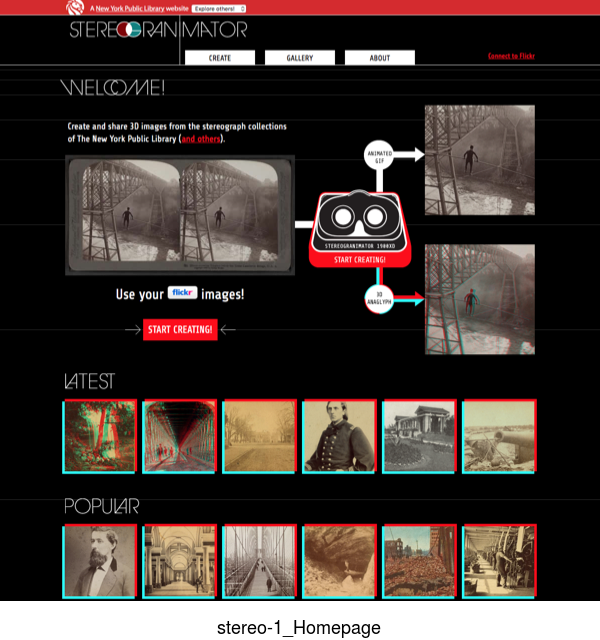 A New York Public Library website Explore others!
STEREOGRANIMATOR
CREATE GALLERY ABOUT
Connect to Flickr
WELCOME!
Create and share 3D images from the stereograph collections
of The New York Public Library (and others).
ANIMATED
GIF
STEREOGRANIMATOR 1900XD
START CREATING!
3D
ANAGLYPH
Use your flickr images!
START CREATING!
LATEST
POPULAR
stereo-1_Homepage